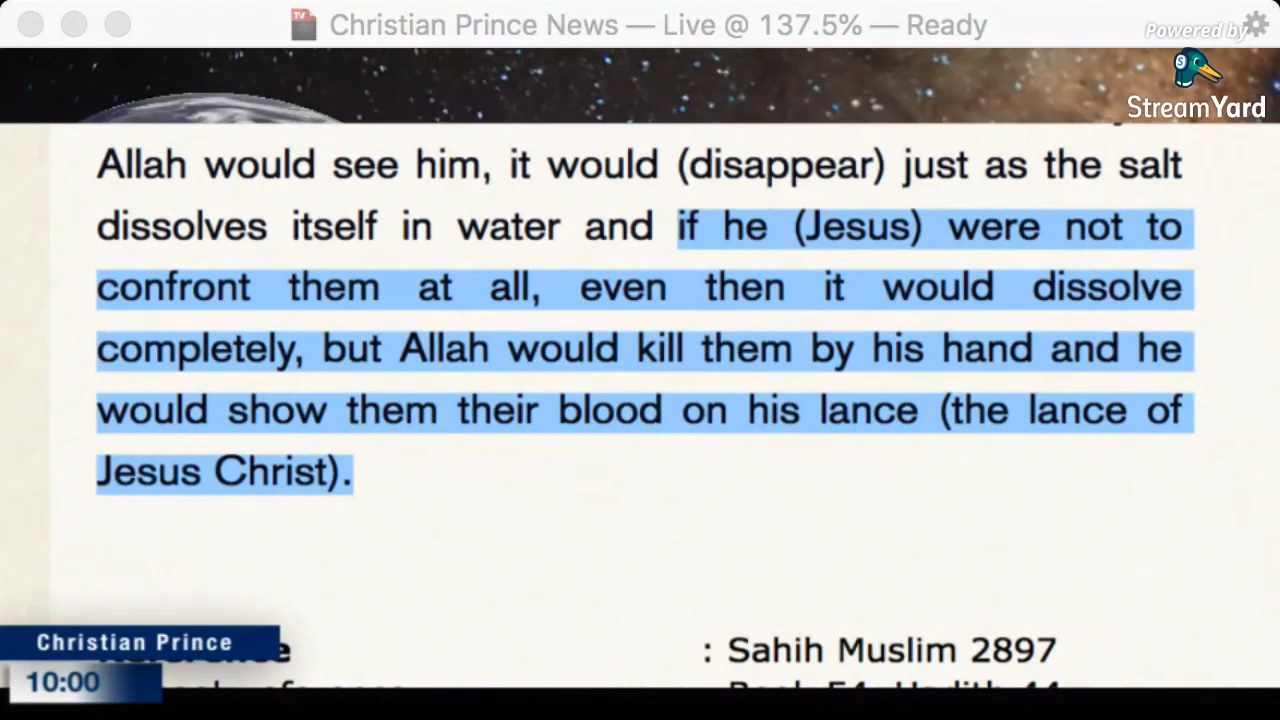 Christian Prince News — Live @ 137.5% — Ready
Powered by
StreamYard
Allah would see him, it would (disappear) just as the salt
dissolves itself in water and if he (Jesus) were not to
confront them at all, even then it would dissolve
completely, but Allah would kill them by his hand and he
would show them their blood on his lance (the lance of
Jesus Christ).
Christian Prince
: Sahih Muslim 2897
10:00